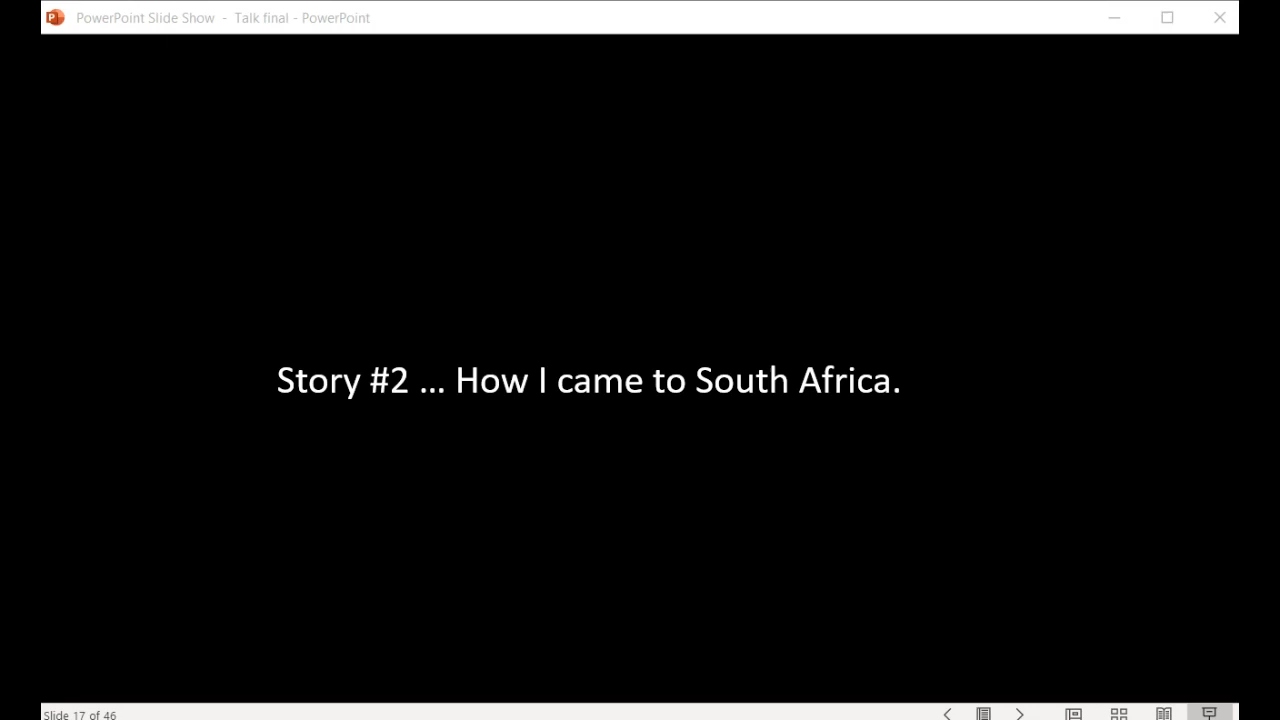 PowerPoint Slide Show - Talk final - PowerPoint
Story #2 ... How I came to South Africa.
Slide 17 of 46